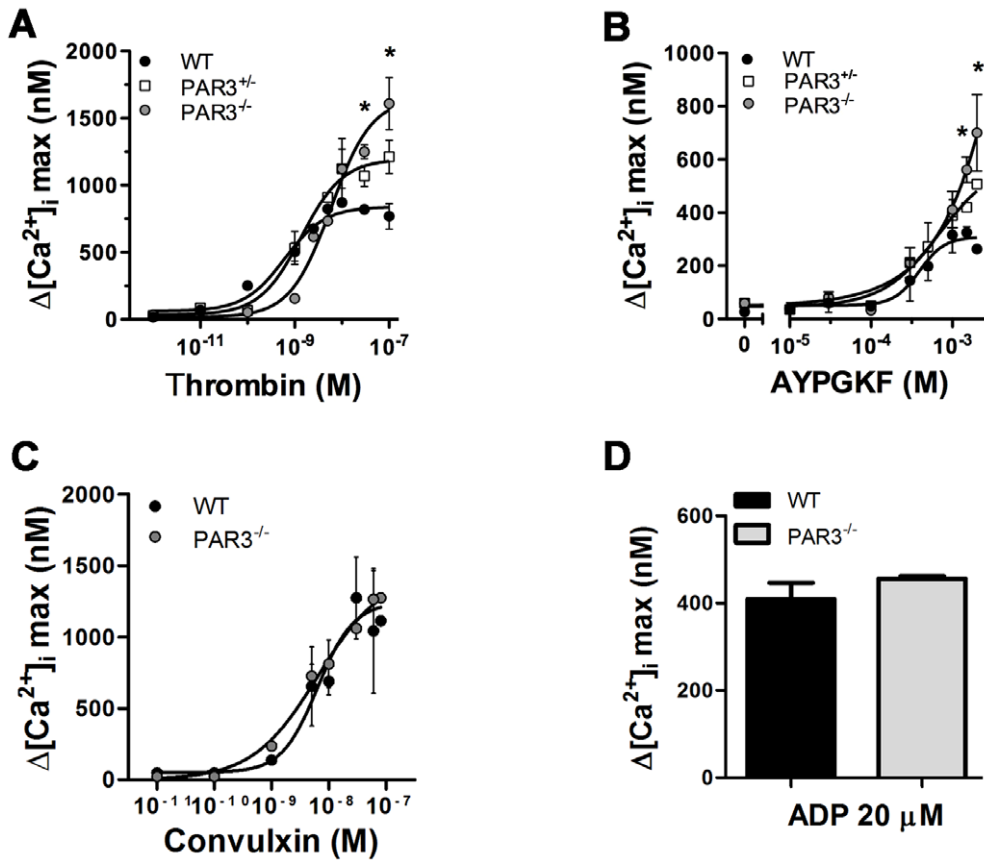 A
Δ[Ca²⁺]ᵢ max (nM)
2000
1500
1000
500
0
WT
PAR3⁺/⁻
PAR3⁻/⁻
*
*
10⁻¹¹ 10⁻⁹ 10⁻⁷
Thrombin (M)
B
Δ[Ca²⁺]ᵢ max (nM)
1000
800
600
400
200
0
WT
PAR3⁺/⁻
PAR3⁻/⁻
*
*
0 10⁻⁵ 10⁻⁴ 10⁻³
AYPGKF (M)
C
Δ[Ca²⁺]ᵢ max (nM)
2000
1500
1000
500
0
WT
PAR3⁻/⁻
10⁻¹¹ 10⁻¹⁰ 10⁻⁹ 10⁻⁸ 10⁻⁷
Convulxin (M)
D
Δ[Ca²⁺]ᵢ max (nM)
600
400
200
0
WT
PAR3⁻/⁻
ADP 20 μM